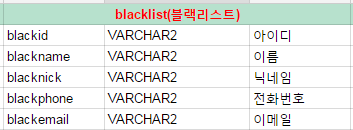 blacklist(블랙리스트)
blackid VARCHAR2 아이디
blackname VARCHAR2 이름
blacknick VARCHAR2 닉네임
blackphone VARCHAR2 전화번호
blackemail VARCHAR2 이메일